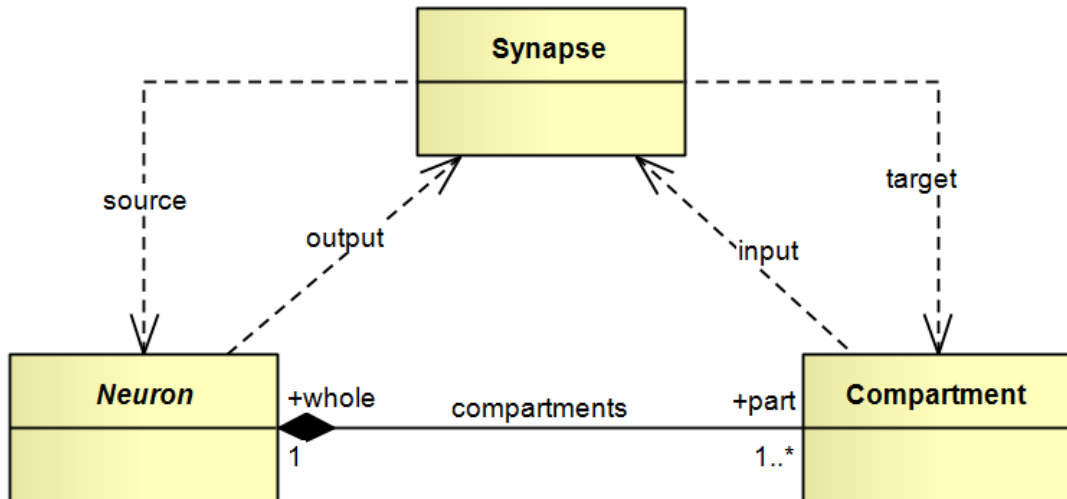 Synapse
source
target
output
input
Neuron
+whole
compartments
+part
Compartment
1
1..*